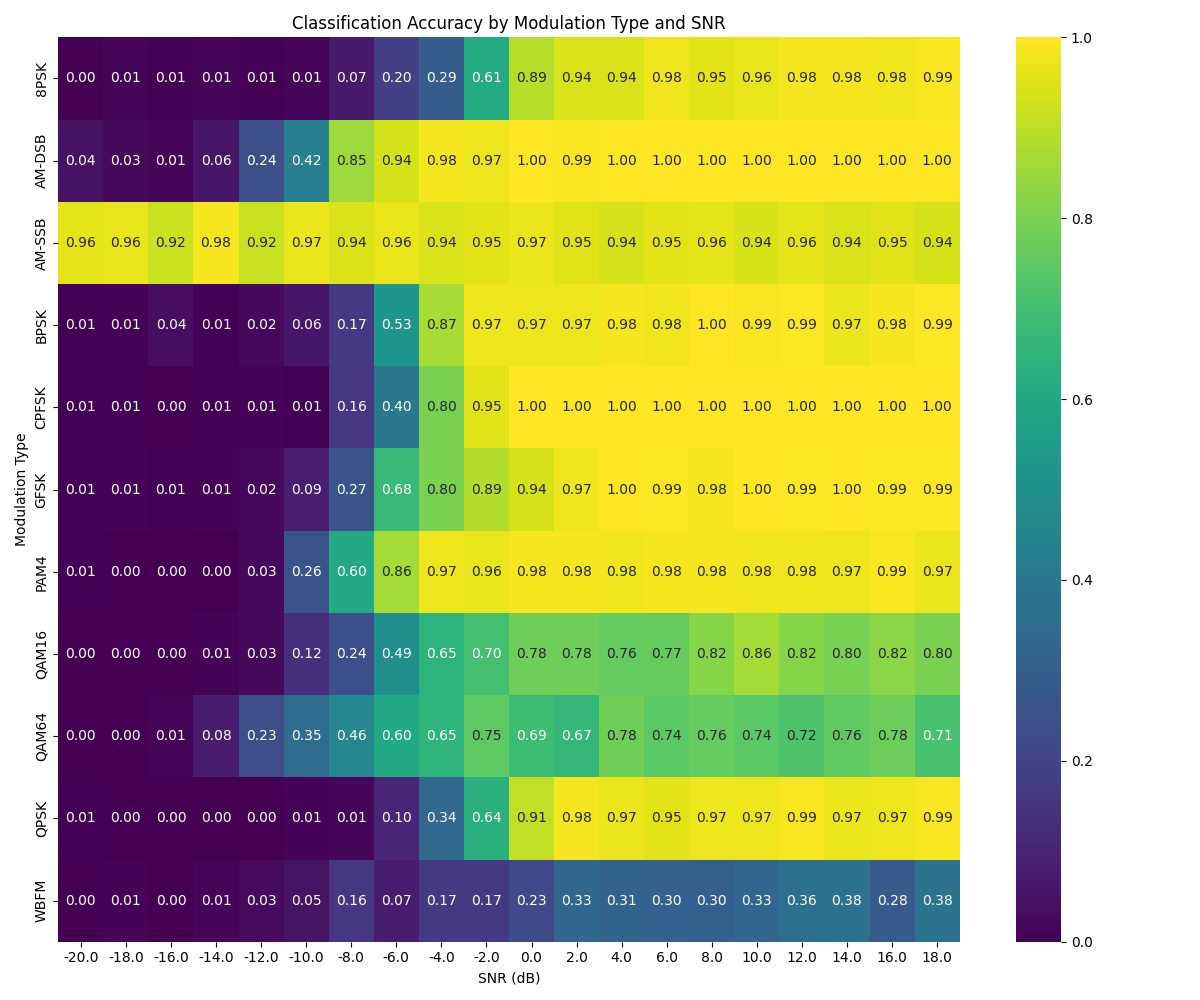 Classification Accuracy by Modulation Type and SNR
8PSK 0.00 0.01 0.01 0.01 0.01 0.01 0.07 0.20 0.29 0.61 0.89 0.94 0.94 0.98 0.95 0.96 0.98 0.98 0.98 0.99
AM-DSB 0.04 0.03 0.01 0.06 0.24 0.42 0.85 0.94 0.98 0.97 1.00 0.99 1.00 1.00 1.00 1.00 1.00 1.00 1.00 1.00
AM-SSB 0.96 0.96 0.92 0.98 0.92 0.97 0.94 0.96 0.94 0.95 0.97 0.95 0.94 0.95 0.96 0.94 0.96 0.94 0.95 0.94
BPSK 0.01 0.01 0.04 0.01 0.02 0.06 0.17 0.53 0.87 0.97 0.97 0.97 0.98 0.98 1.00 0.99 0.99 0.97 0.98 0.99
CPFSK 0.01 0.01 0.00 0.01 0.01 0.01 0.16 0.40 0.80 0.95 1.00 1.00 1.00 1.00 1.00 1.00 1.00 1.00 1.00 1.00
GFSK 0.01 0.01 0.01 0.01 0.02 0.09 0.27 0.68 0.80 0.89 0.94 0.97 1.00 0.99 0.98 1.00 0.99 1.00 0.99 0.99
PAM4 0.01 0.00 0.00 0.00 0.03 0.26 0.60 0.86 0.97 0.96 0.98 0.98 0.98 0.98 0.98 0.98 0.98 0.97 0.99 0.97
QAM16 0.00 0.00 0.00 0.01 0.03 0.12 0.24 0.49 0.65 0.70 0.78 0.78 0.76 0.77 0.82 0.86 0.82 0.80 0.82 0.80
QAM64 0.00 0.00 0.01 0.08 0.23 0.35 0.46 0.60 0.65 0.75 0.69 0.67 0.78 0.74 0.76 0.74 0.72 0.76 0.78 0.71
QPSK 0.01 0.00 0.00 0.00 0.00 0.01 0.01 0.10 0.34 0.64 0.91 0.98 0.97 0.95 0.97 0.97 0.99 0.97 0.97 0.99
WBFM 0.00 0.01 0.00 0.01 0.03 0.05 0.16 0.07 0.17 0.17 0.23 0.33 0.31 0.30 0.30 0.33 0.36 0.38 0.28 0.38
-20.0 -18.0 -16.0 -14.0 -12.0 -10.0 -8.0 -6.0 -4.0 -2.0 0.0 2.0 4.0 6.0 8.0 10.0 12.0 14.0 16.0 18.0
SNR (dB)
Modulation Type
1.0
0.8
0.6
0.4
0.2
0.0